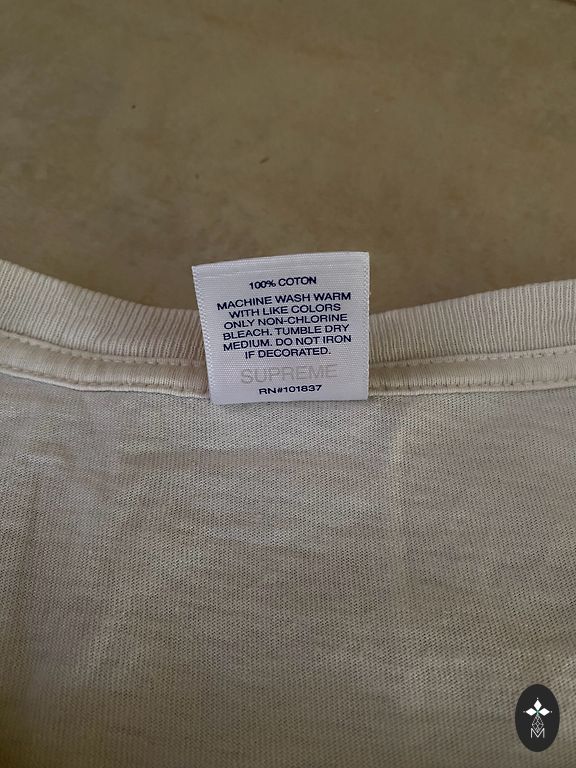 100% COTON
MACHINE WASH WARM
WITH LIKE COLORS
ONLY NON-CHLORINE
BLEACH. TUMBLE DRY
MEDIUM. DO NOT IRON
IF DECORATED.
SUPREME
RN#101837
M